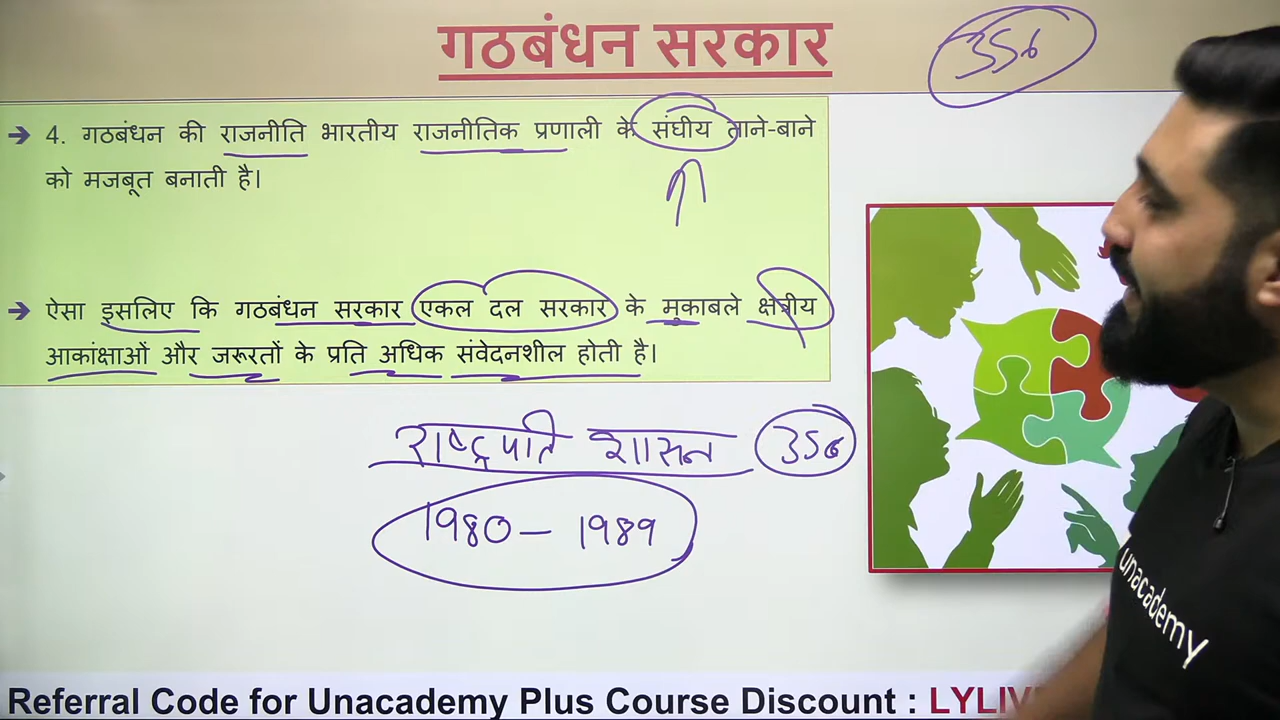 गठबंधन सरकार
356
➔ 4. गठबंधन की राजनीति भारतीय राजनीतिक प्रणाली के संघीय ताने-बाने
को मजबूत बनाती है।
➔ ऐसा इसलिए कि गठबंधन सरकार एकल दल सरकार के मुकाबले क्षेत्रीय
आकांक्षाओं और जरूरतों के प्रति अधिक संवेदनशील होती है।
राष्ट्रपति शासन 356
1980 - 1989
unacademy
Referral Code for Unacademy Plus Course Discount :